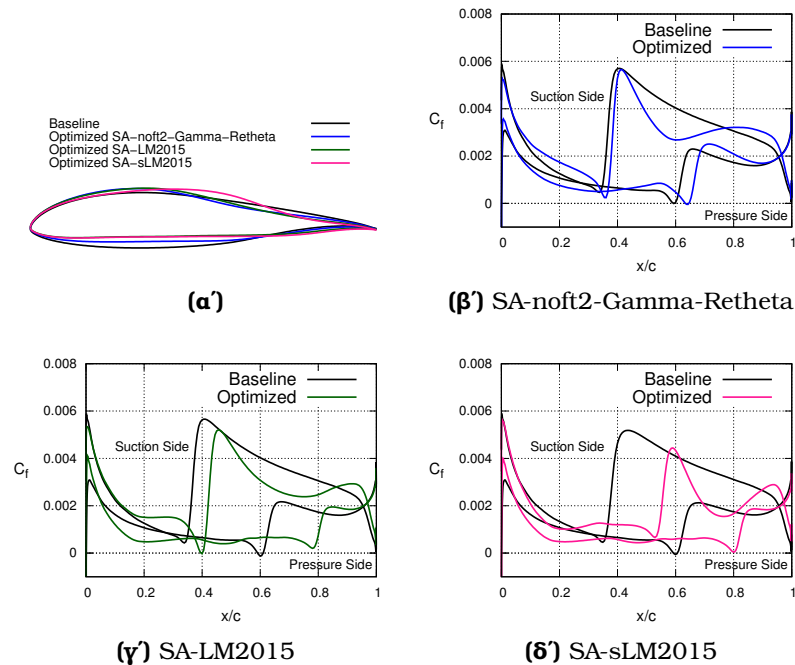 Baseline
Optimized SA−noft2−Gamma−Retheta
Optimized SA−LM2015
Optimized SA−sLM2015
(α′)
Baseline
Optimized
Suction Side
Pressure Side
C_f
0.008
0.006
0.004
0.002
0
0 0.2 0.4 0.6 0.8 1
x/c
(β′) SA-noft2-Gamma-Retheta
Baseline
Optimized
Suction Side
Pressure Side
C_f
0.008
0.006
0.004
0.002
0
0 0.2 0.4 0.6 0.8 1
x/c
(γ′) SA-LM2015
Baseline
Optimized
Suction Side
Pressure Side
C_f
0.008
0.006
0.004
0.002
0
0 0.2 0.4 0.6 0.8 1
x/c
(δ′) SA-sLM2015